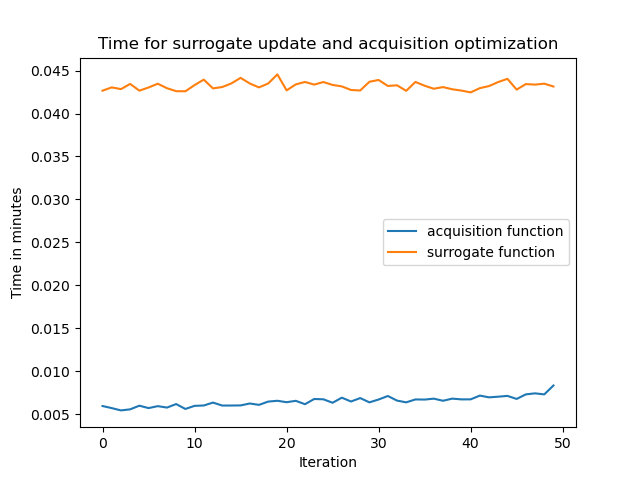 Time for surrogate update and acquisition optimization
0.045
0.040
0.035
0.030
0.025
0.020
0.015
0.010
0.005
Time in minutes
acquisition function
surrogate function
0 10 20 30 40 50
Iteration